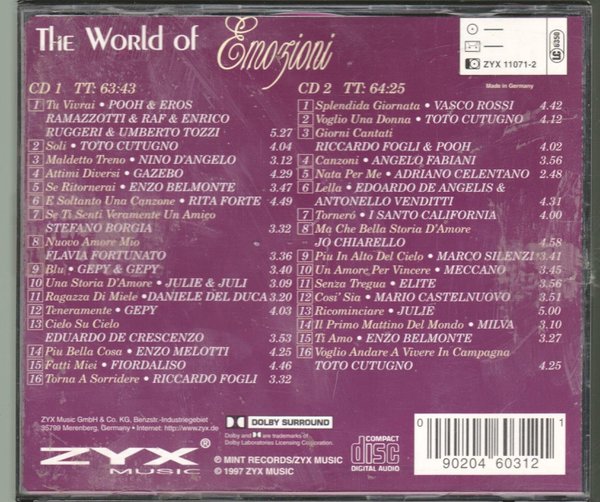 The World of Emozioni
LC 6350
ZYX 11071-2
Made in Germany
CD 1 TT: 63:43
1 Tu Vivrai • POOH & EROS
RAMAZZOTTI & RAF & ENRICO
RUGGERI & UMBERTO TOZZI 5.27
2 Soli • TOTO CUTUGNO 4.04
3 Maldetto Treno • NINO D'ANGELO 3.12
4 Attimi Diversi • GAZEBO 4.29
5 Se Ritornerai • ENZO BELMONTE 3.47
6 E Soltanto Una Canzone • RITA FORTE 4.49
7 Se Ti Senti Veramente Un Amico
STEFANO BORGIA 3.32
8 Nuovo Amore Mio
FLAVIA FORTUNATO 3.36
9 Blu • GEPY & GEPY 3.40
10 Una Storia D'Amore • JULIE & JULI 3.09
11 Ragazza Di Miele • DANIELE DEL DUCA 3.20
12 Teneramente • GEPY 4.03
13 Cielo Su Cielo
EDUARDO DE CRESCENZO 3.53
14 Piu Bella Cosa • ENZO MELOTTI 4.25
15 Fatti Miei • FIORDALISO 4.46
16 Torna A Sorridere • RICCARDO FOGLI 3.32
CD 2 TT: 64:25
1 Splendida Giornata • VASCO ROSSI 4.42
2 Voglio Una Donna • TOTO CUTUGNO 4.12
3 Giorni Cantati
RICCARDO FOGLI & POOH 4.02
4 Canzoni • ANGELO FABIANI 3.56
5 Nata Per Me • ADRIANO CELENTANO 2.48
6 Lella • EDOARDO DE ANGELIS &
ANTONELLO VENDITTI 4.31
7 Torneró • I SANTO CALIFORNIA 4.00
8 Ma Che Bella Storia D'Amore
JO CHIARELLO 4.58
9 Piu In Alto Del Cielo • MARCO SILENZI 3.41
10 Un Amore Per Vincere • MECCANO 3.45
11 Senza Tregua • ELITE 3.56
12 Cosi' Sia • MARIO CASTELNUOVO 3.51
13 Ricominciare • JULIE 5.00
14 Il Primo Mattino Del Mondo • MILVA 3.10
15 Ti Amo • ENZO BELMONTE 3.27
16 Voglio Andare A Vivere In Campagna
TOTO CUTUGNO 4.25
ZYX Music GmbH & Co. KG, Benzstr.-Industriegebiet
35799 Merenberg, Germany • Internet: http://www.zyx.de
ZYX®
MUSIC
DOLBY SURROUND
Dolby and are trademarks of
Dolby Laboratories Licensing Corporation.
℗ MINT RECORDS/ZYX MUSIC
© 1997 ZYX MUSIC
COMPACT
disc
DIGITAL AUDIO
0 90204 60312 1